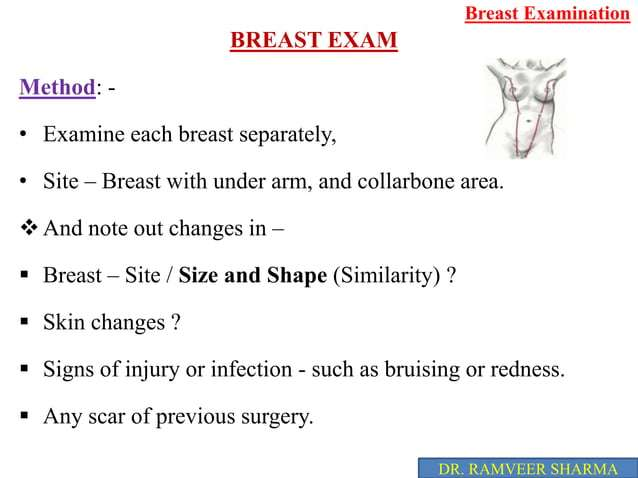 Breast Examination
BREAST EXAM
Method: -
• Examine each breast separately,
• Site – Breast with under arm, and collarbone area.
❖ And note out changes in –
▪ Breast – Site / Size and Shape (Similarity) ?
▪ Skin changes ?
▪ Signs of injury or infection - such as bruising or redness.
▪ Any scar of previous surgery.
DR. RAMVEER SHARMA